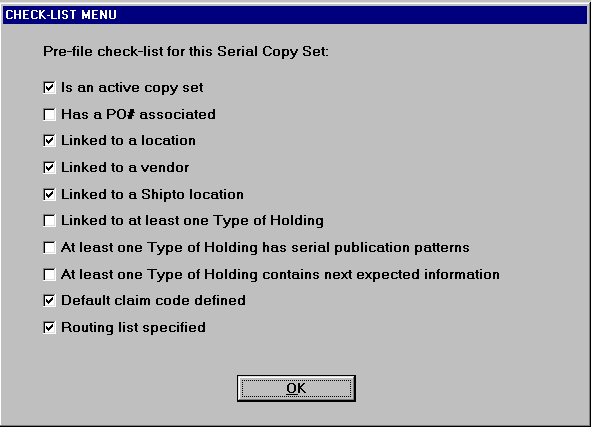 CHECK-LIST MENU
Pre-file check-list for this Serial Copy Set:
Is an active copy set
Has a PO# associated
Linked to a location
Linked to a vendor
Linked to a Shipto location
Linked to at least one Type of Holding
At least one Type of Holding has serial publication patterns
At least one Type of Holding contains next expected information
Default claim code defined
Routing list specified
OK